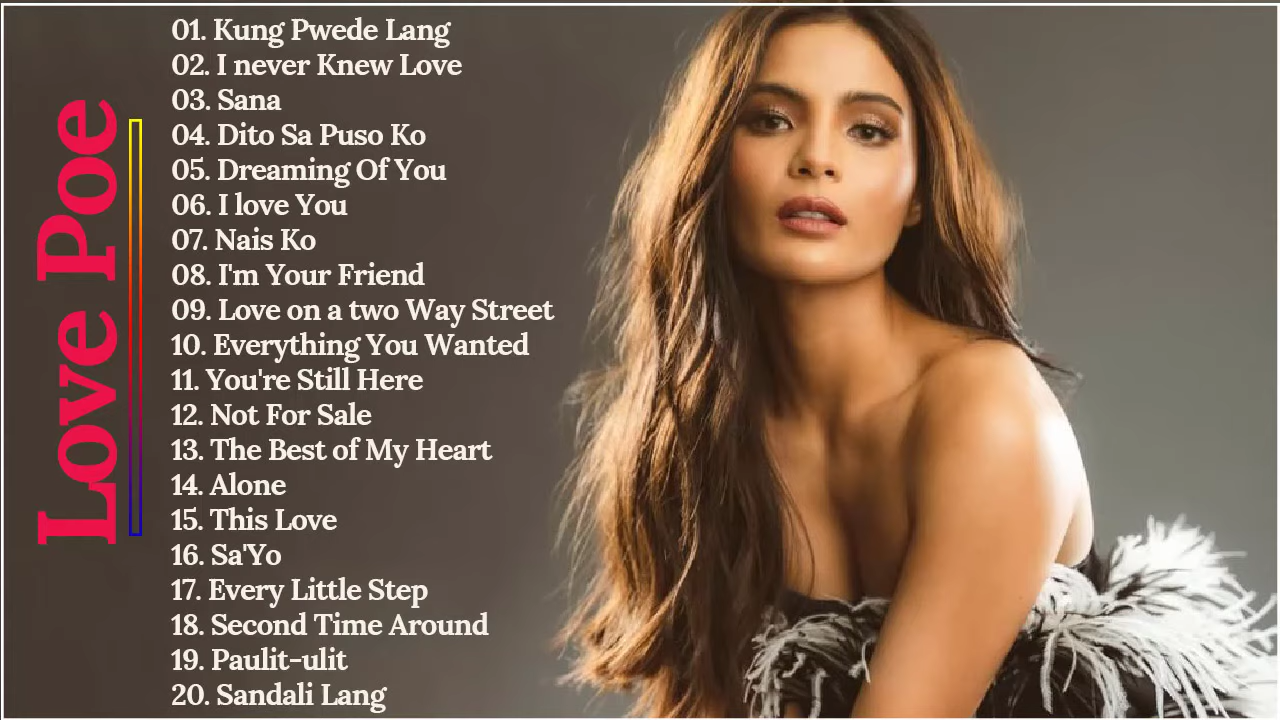 Love Poe
01. Kung Pwede Lang
02. I never Knew Love
03. Sana
04. Dito Sa Puso Ko
05. Dreaming Of You
06. I love You
07. Nais Ko
08. I'm Your Friend
09. Love on a two Way Street
10. Everything You Wanted
11. You're Still Here
12. Not For Sale
13. The Best of My Heart
14. Alone
15. This Love
16. Sa'Yo
17. Every Little Step
18. Second Time Around
19. Paulit-ulit
20. Sandali Lang